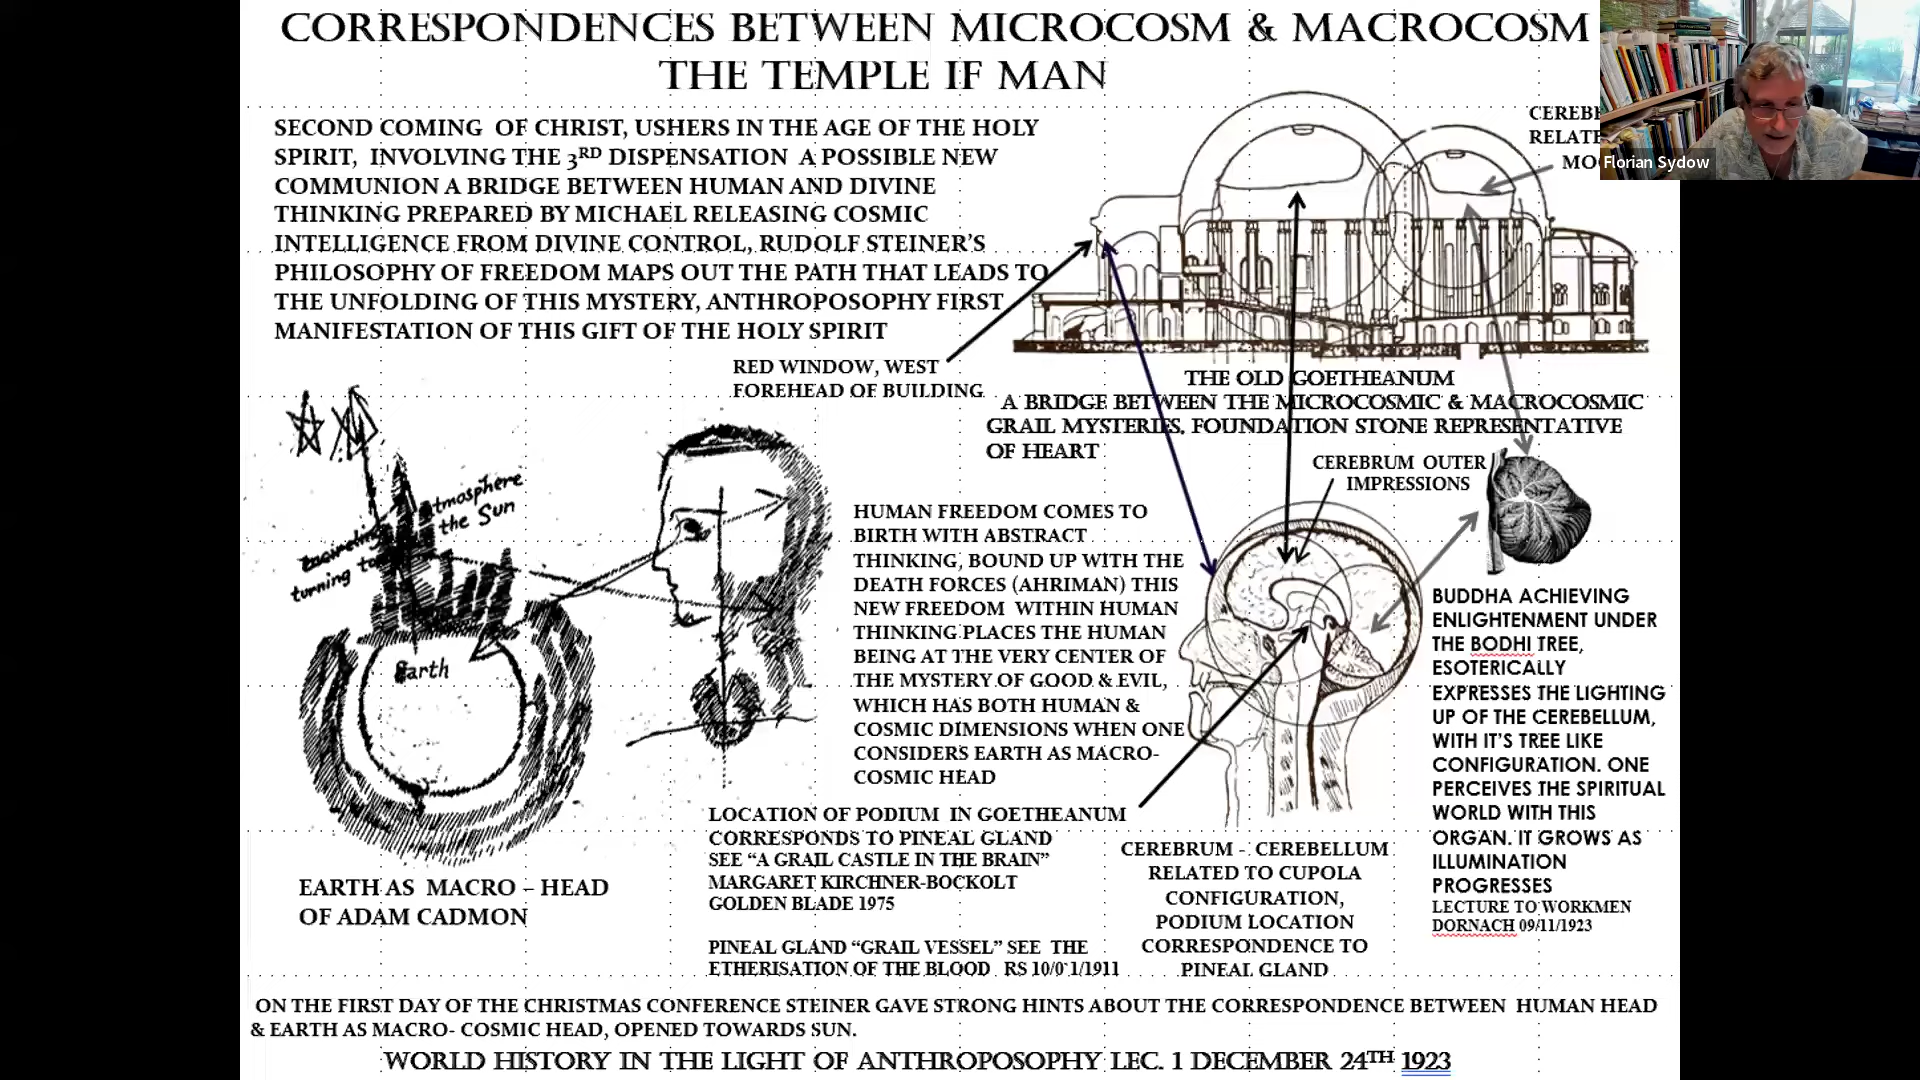 CORRESPONDENCES BETWEEN MICROCOSM & MACROCOSM
THE TEMPLE IF MAN
SECOND COMING OF CHRIST, USHERS IN THE AGE OF THE HOLY
SPIRIT, INVOLVING THE 3RD DISPENSATION A POSSIBLE NEW
COMMUNION A BRIDGE BETWEEN HUMAN AND DIVINE
THINKING PREPARED BY MICHAEL RELEASING COSMIC
INTELLIGENCE FROM DIVINE CONTROL, RUDOLF STEINER'S
PHILOSOPHY OF FREEDOM MAPS OUT THE PATH THAT LEADS TO
THE UNFOLDING OF THIS MYSTERY, ANTHROPOSOPHY FIRST
MANIFESTATION OF THIS GIFT OF THE HOLY SPIRIT
RED WINDOW, WEST
FOREHEAD OF BUILDING
Florian Sydow
THE OLD GOETHEANUM
A BRIDGE BETWEEN THE MICROCOSMIC & MACROCOSMIC
GRAIL MYSTERIES. FOUNDATION STONE REPRESENTATIVE
OF HEART
CEREBRUM OUTER
IMPRESSIONS
atmosphere
the Sun
turning to
Earth
EARTH AS MACRO – HEAD
OF ADAM CADMON
HUMAN FREEDOM COMES TO
BIRTH WITH ABSTRACT
THINKING, BOUND UP WITH THE
DEATH FORCES (AHRIMAN) THIS
NEW FREEDOM WITHIN HUMAN
THINKING PLACES THE HUMAN
BEING AT THE VERY CENTER OF
THE MYSTERY OF GOOD & EVIL,
WHICH HAS BOTH HUMAN &
COSMIC DIMENSIONS WHEN ONE
CONSIDERS EARTH AS MACRO-
COSMIC HEAD
LOCATION OF PODIUM IN GOETHEANUM
CORRESPONDS TO PINEAL GLAND
SEE "A GRAIL CASTLE IN THE BRAIN"
MARGARET KIRCHNER-BOCKOLT
GOLDEN BLADE 1975
PINEAL GLAND "GRAIL VESSEL" SEE THE
ETHERISATION OF THE BLOOD RS 10/01/1911
CEREBRUM - CEREBELLUM
RELATED TO CUPOLA
CONFIGURATION,
PODIUM LOCATION
CORRESPONDENCE TO
PINEAL GLAND
BUDDHA ACHIEVING
ENLIGHTENMENT UNDER
THE BODHI TREE,
ESOTERICALLY
EXPRESSES THE LIGHTING
UP OF THE CEREBELLUM,
WITH IT'S TREE LIKE
CONFIGURATION. ONE
PERCEIVES THE SPIRITUAL
WORLD WITH THIS
ORGAN. IT GROWS AS
ILLUMINATION
PROGRESSES
LECTURE TO WORKMEN
DORNACH 09/11/1923
ON THE FIRST DAY OF THE CHRISTMAS CONFERENCE STEINER GAVE STRONG HINTS ABOUT THE CORRESPONDENCE BETWEEN HUMAN HEAD
& EARTH AS MACRO- COSMIC HEAD, OPENED TOWARDS SUN.
WORLD HISTORY IN THE LIGHT OF ANTHROPOSOPHY LEC. 1 DECEMBER 24TH 1923